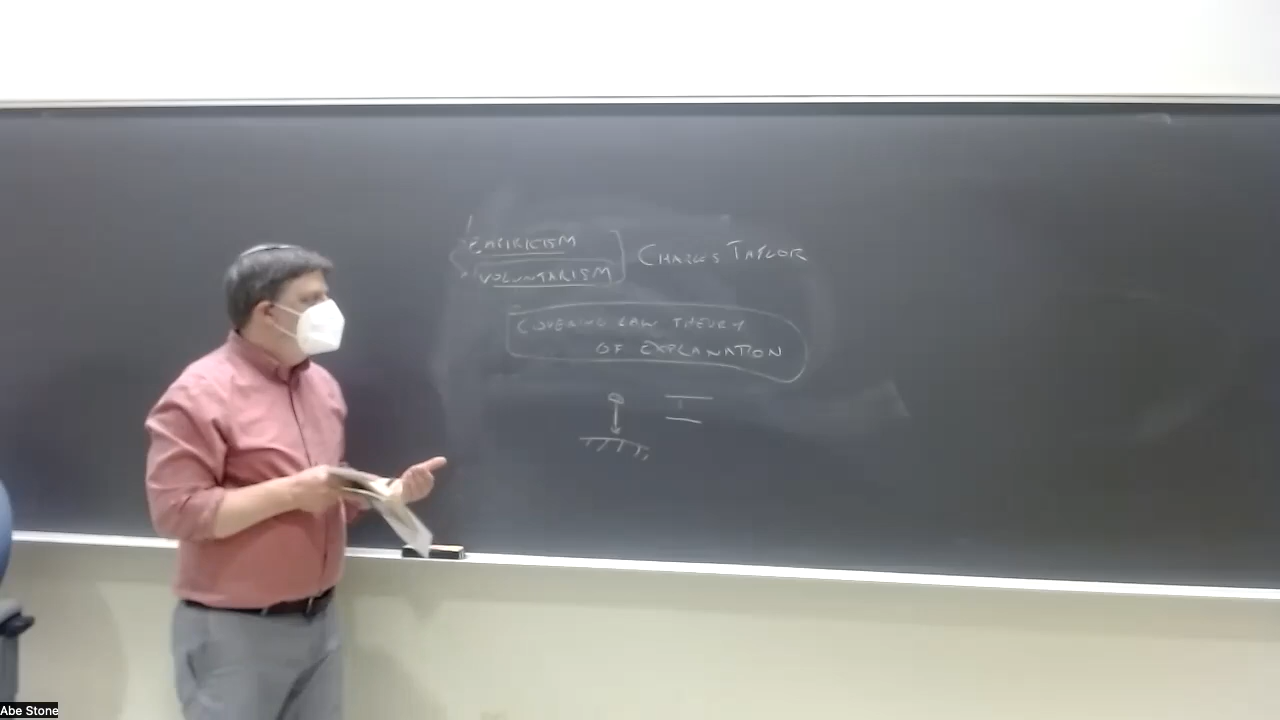 EMPIRICISM
VOLUNTARISM
CHARLES TAYLOR
COVERING LAW THEORY
OF EXPLANATION
Abe Stone